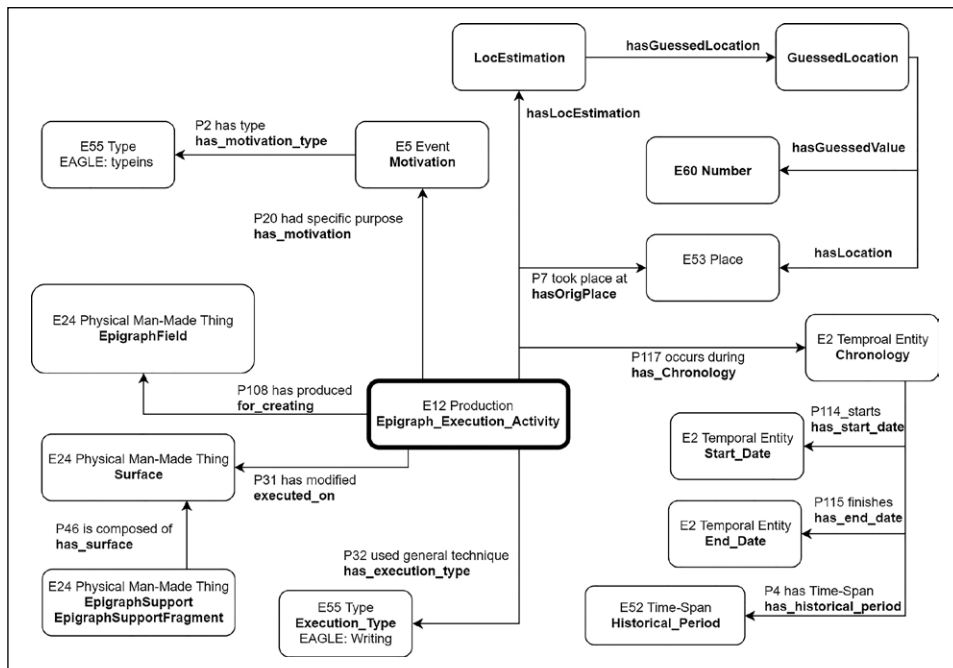 LocEstimation
hasGuessedLocation
GuessedLocation
hasLocEstimation
P2 has type
has_motivation_type
E55 Type
EAGLE: typeins
E5 Event
Motivation
hasGuessedValue
E60 Number
P20 had specific purpose
has_motivation
E53 Place
hasLocation
P7 took place at
hasOrigPlace
E24 Physical Man-Made Thing
EpigraphField
E2 Temproal Entity
Chronology
P117 occurs during
has_Chronology
P108 has produced
for_creating
E12 Production
Epigraph_Execution_Activity
P114_starts
has_start_date
E2 Temporal Entity
Start_Date
E24 Physical Man-Made Thing
Surface
P31 has modified
executed_on
P115 finishes
has_end_date
E2 Temporal Entity
End_Date
P46 is composed of
has_surface
P32 used general technique
has_execution_type
E24 Physical Man-Made Thing
EpigraphSupport
EpigraphSupportFragment
E55 Type
Execution_Type
EAGLE: Writing
P4 has Time-Span
has_historical_period
E52 Time-Span
Historical_Period